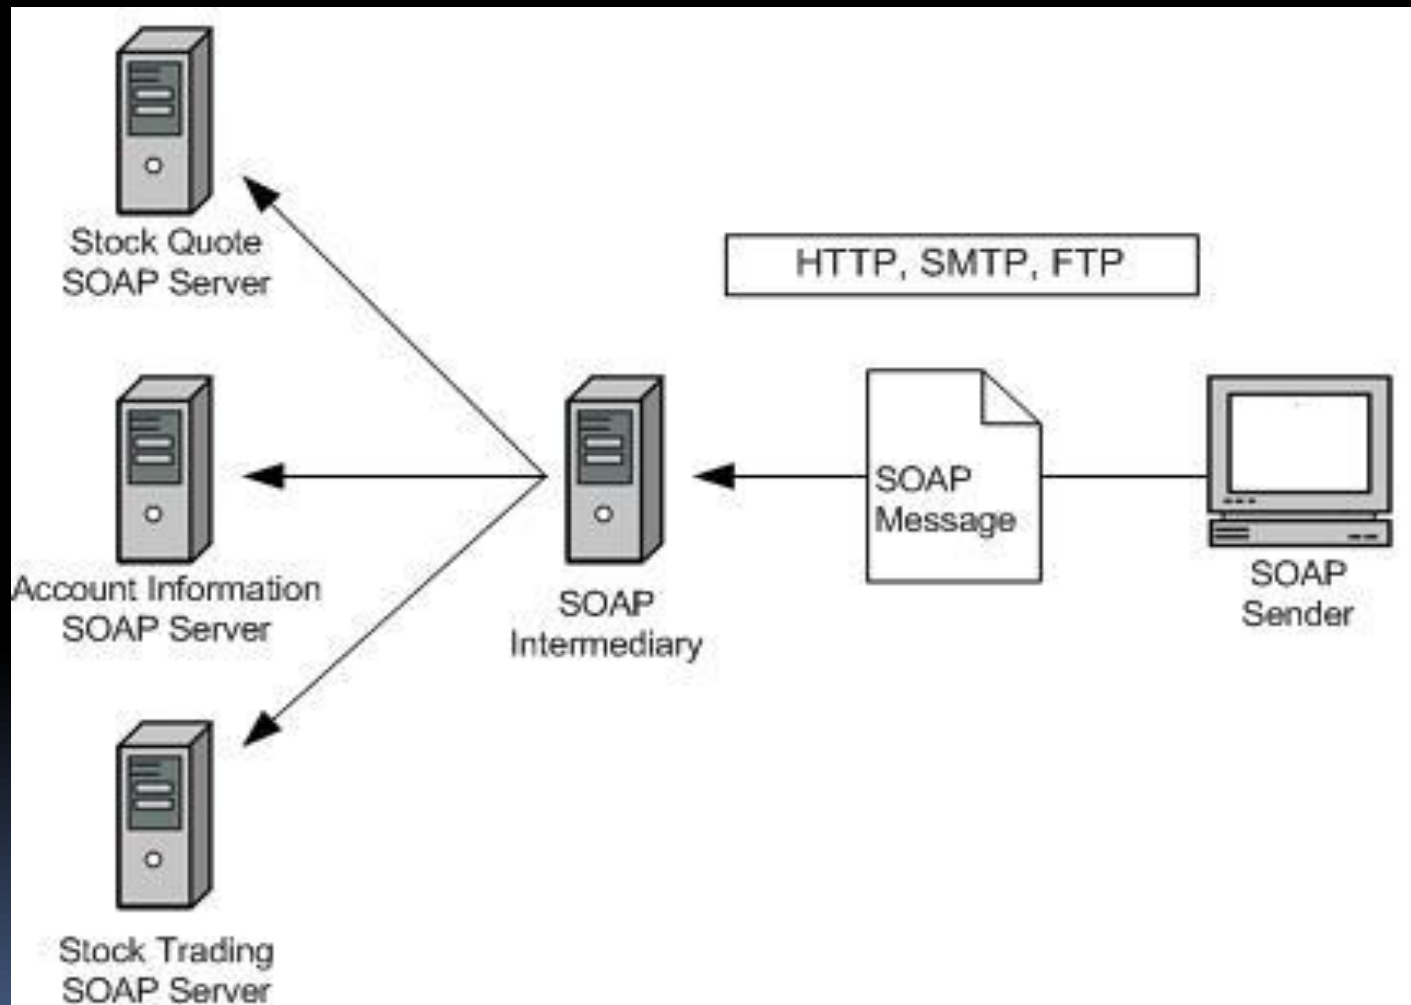 Stock Quote
SOAP Server
HTTP, SMTP, FTP
SOAP
Message
SOAP
Sender
Account Information
SOAP Server
SOAP
Intermediary
Stock Trading
SOAP Server